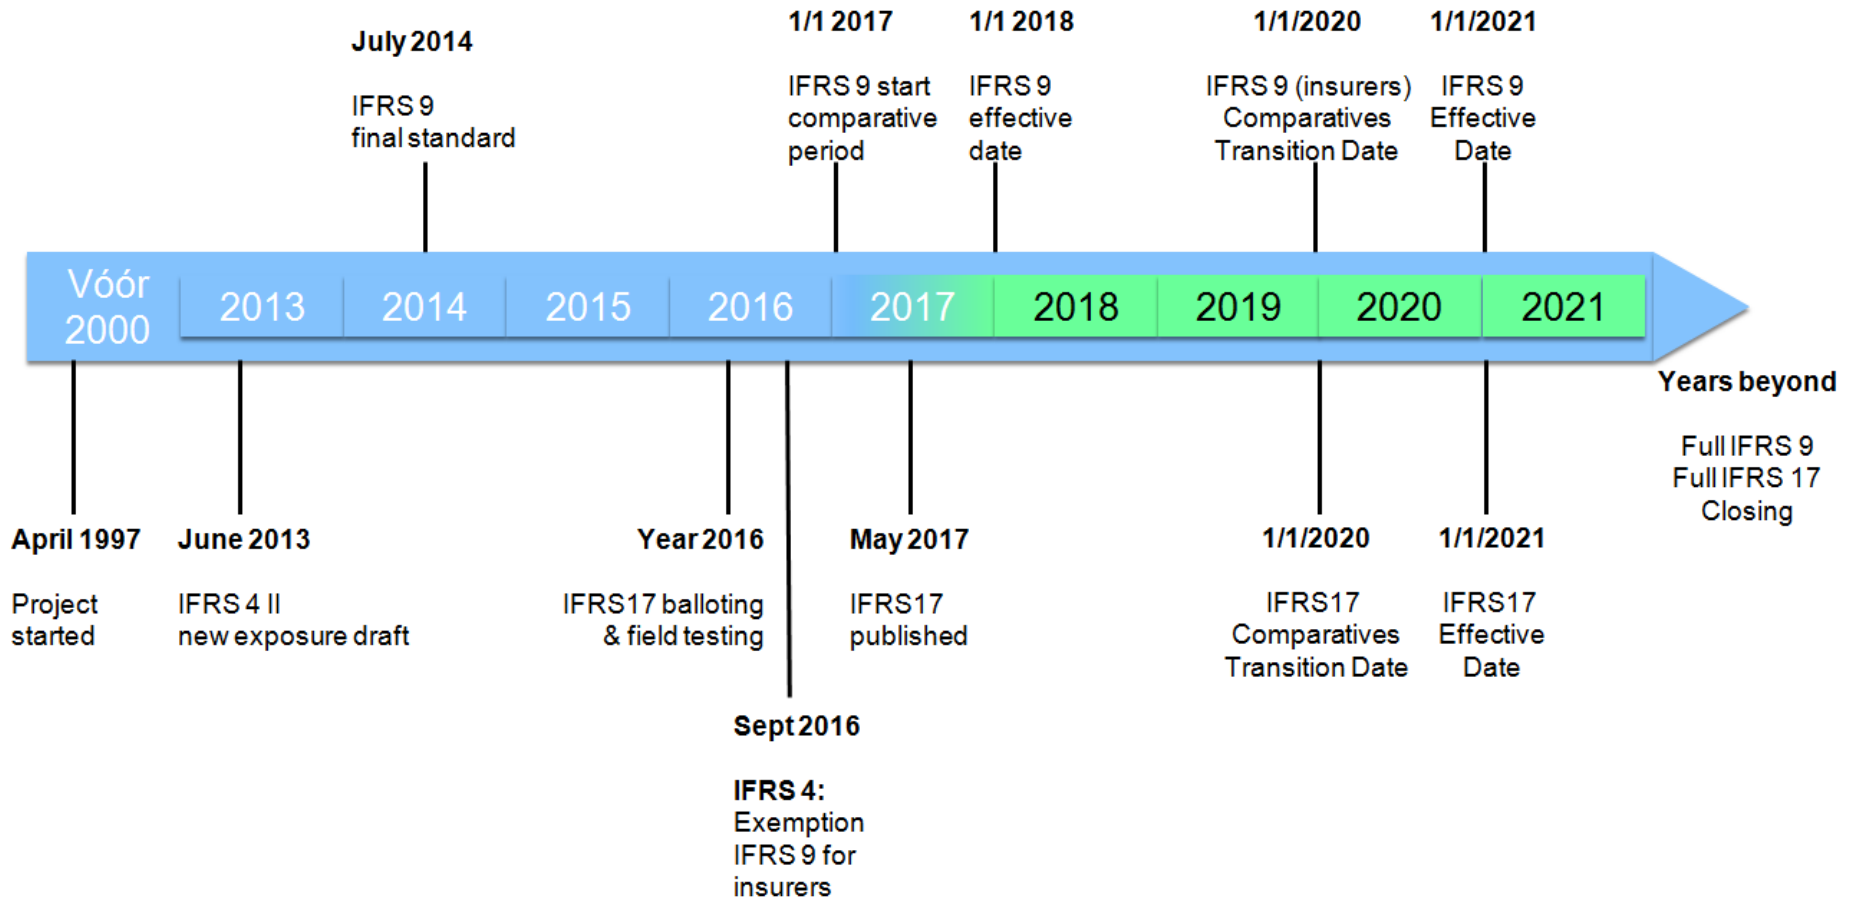 July 2014
IFRS 9
final standard
1/1 2017
IFRS 9 start
comparative
period
1/1 2018
IFRS 9
effective
date
1/1/2020
IFRS 9 (insurers)
Comparatives
Transition Date
1/1/2021
IFRS 9
Effective
Date
Vóór
2000
2013
2014
2015
2016
2017
2018
2019
2020
2021
Years beyond
Full IFRS 9
Full IFRS 17
Closing
April 1997
Project
started
June 2013
IFRS 4 II
new exposure draft
Year 2016
IFRS17 balloting
& field testing
Sept 2016
IFRS 4:
Exemption
IFRS 9 for
insurers
May 2017
IFRS17
published
1/1/2020
IFRS17
Comparatives
Transition Date
1/1/2021
IFRS17
Effective
Date